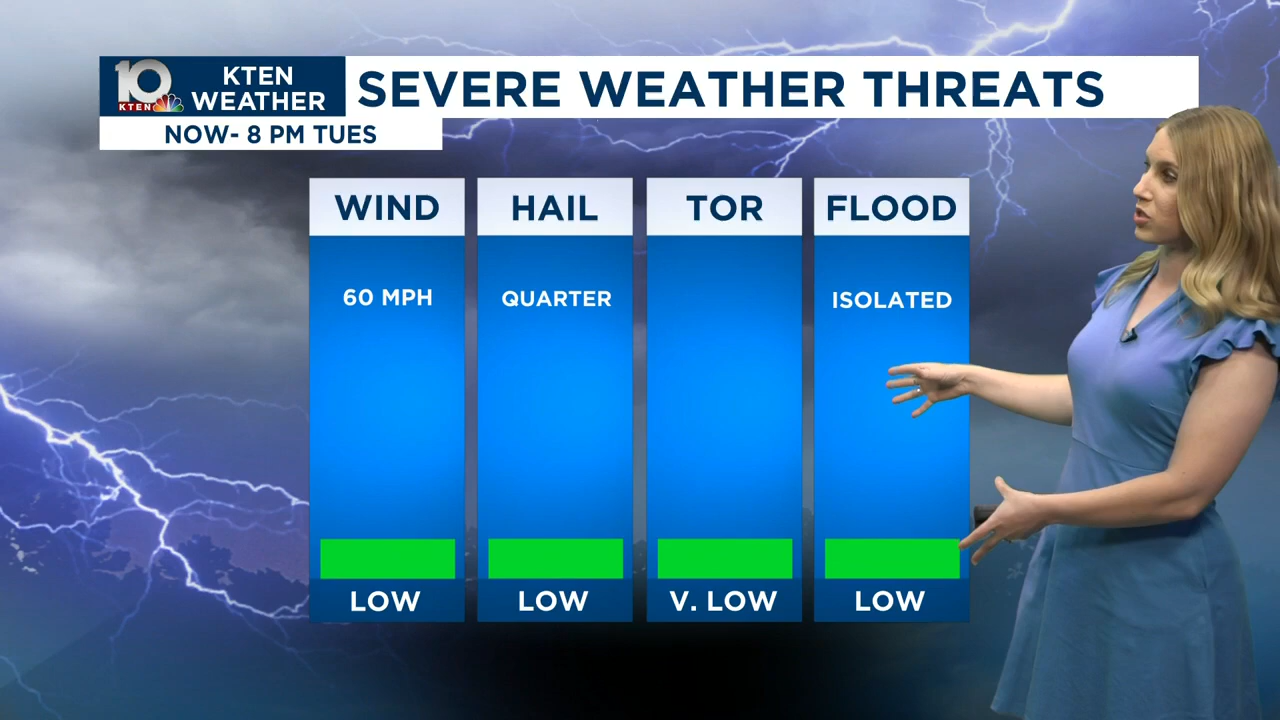 10
KTEN
KTEN
WEATHER
SEVERE WEATHER THREATS
NOW- 8 PM TUES
WIND
HAIL
TOR
FLOOD
60 MPH
QUARTER
ISOLATED
LOW
LOW
V. LOW
LOW